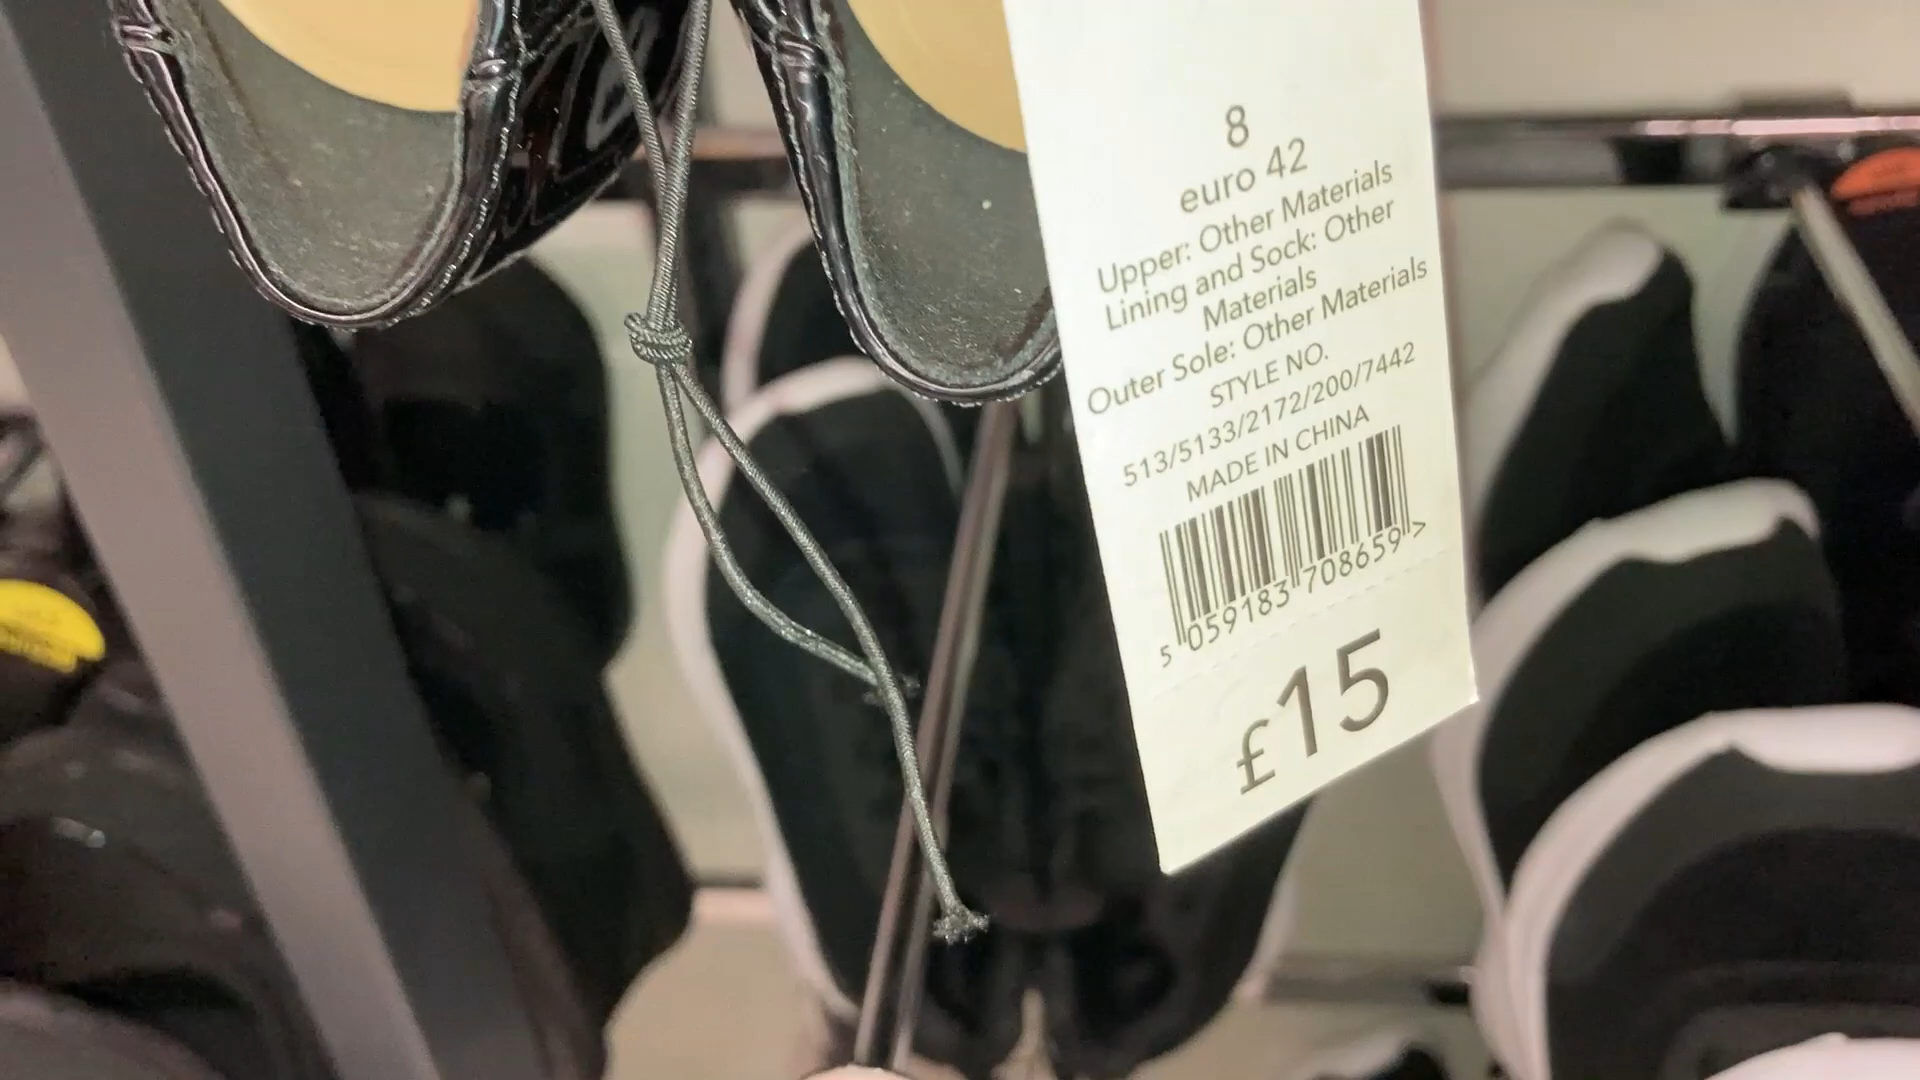 8
euro 42
Upper: Other Materials
Lining and Sock: Other
Materials
Outer Sole: Other Materials
STYLE NO.
513/5133/2172/200/7442
MADE IN CHINA
5 059183 708659 >
£15